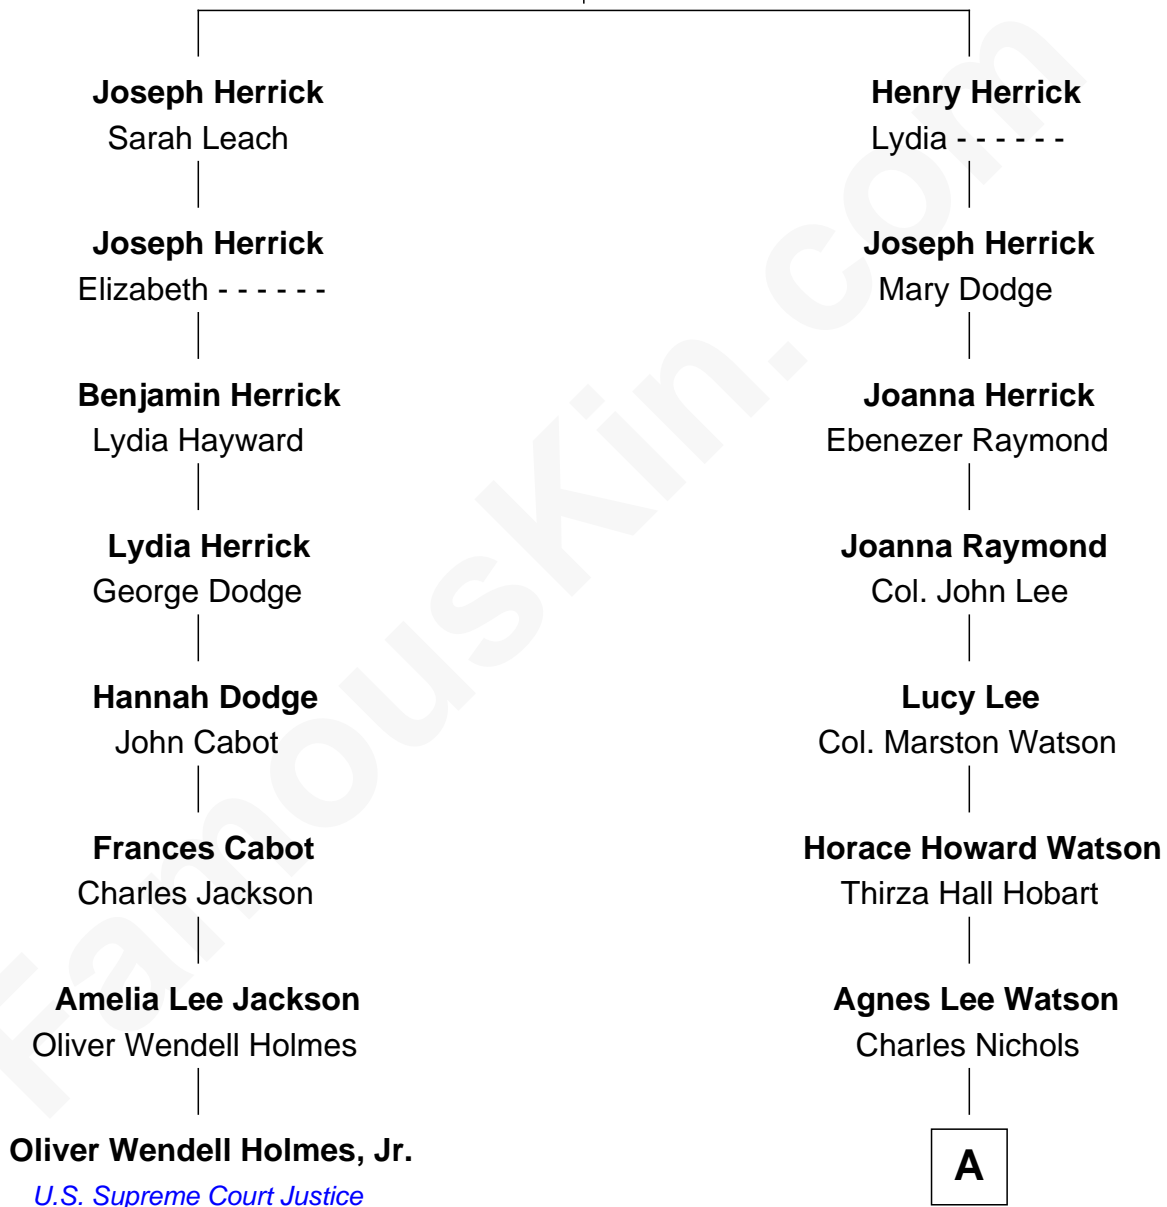 Joseph Herrick
Sarah Leach
Joseph Herrick
Elizabeth - - - - - -
Benjamin Herrick
Lydia Hayward
Lydia Herrick
George Dodge
Hannah Dodge
John Cabot
Frances Cabot
Charles Jackson
Amelia Lee Jackson
Oliver Wendell Holmes
Oliver Wendell Holmes, Jr.
U.S. Supreme Court Justice
Henry Herrick
Lydia - - - - - -
Joseph Herrick
Mary Dodge
Joanna Herrick
Ebenezer Raymond
Joanna Raymond
Col. John Lee
Lucy Lee
Col. Marston Watson
Horace Howard Watson
Thirza Hall Hobart
Agnes Lee Watson
Charles Nichols
A
FamousKin.com